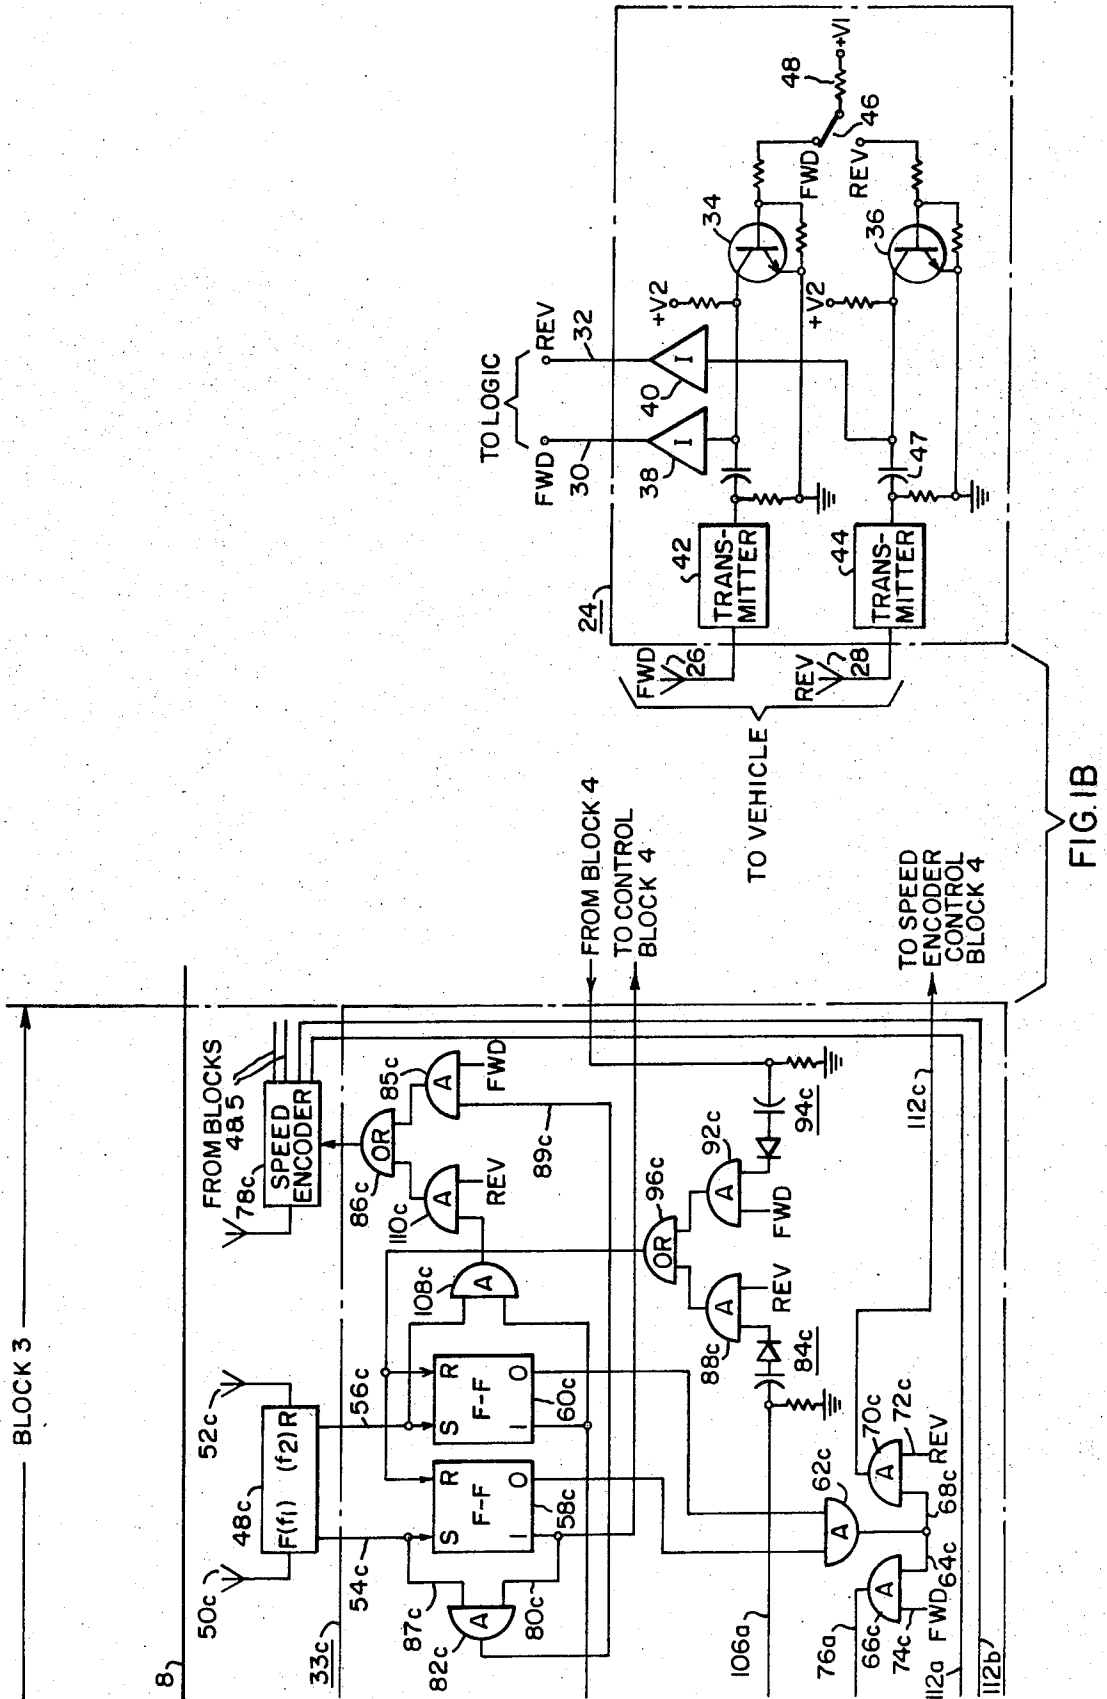 BLOCK 3
8
50c
48c
52c
F(f1) (f2)R
FROM BLOCKS
4&5
78c
SPEED
ENCODER
33c
54c
56c
S R
F-F
1 0
58c
S R
F-F
1 0
60c
87c
82c
A
80c
108c
A
110c
A
REV
86c
OR
85c
A
FWD
89c
FROM BLOCK 4
TO CONTROL
BLOCK 4
96c
OR
88c
A
REV
92c
A
FWD
84c
94c
106a
62c
A
76a
66c
A
74c
FWD
64c
68c
70c
A
72c
REV
112c
TO SPEED
ENCODER
CONTROL
BLOCK 4
112a
112b
TO LOGIC
FWD
REV
30
32
24
38
I
40
I
+V2
34
48
+V1
46
FWD
REV
36
+V2
47
42
TRANS-
MITTER
44
TRANS-
MITTER
FWD
26
REV
28
TO VEHICLE
FIG.1B